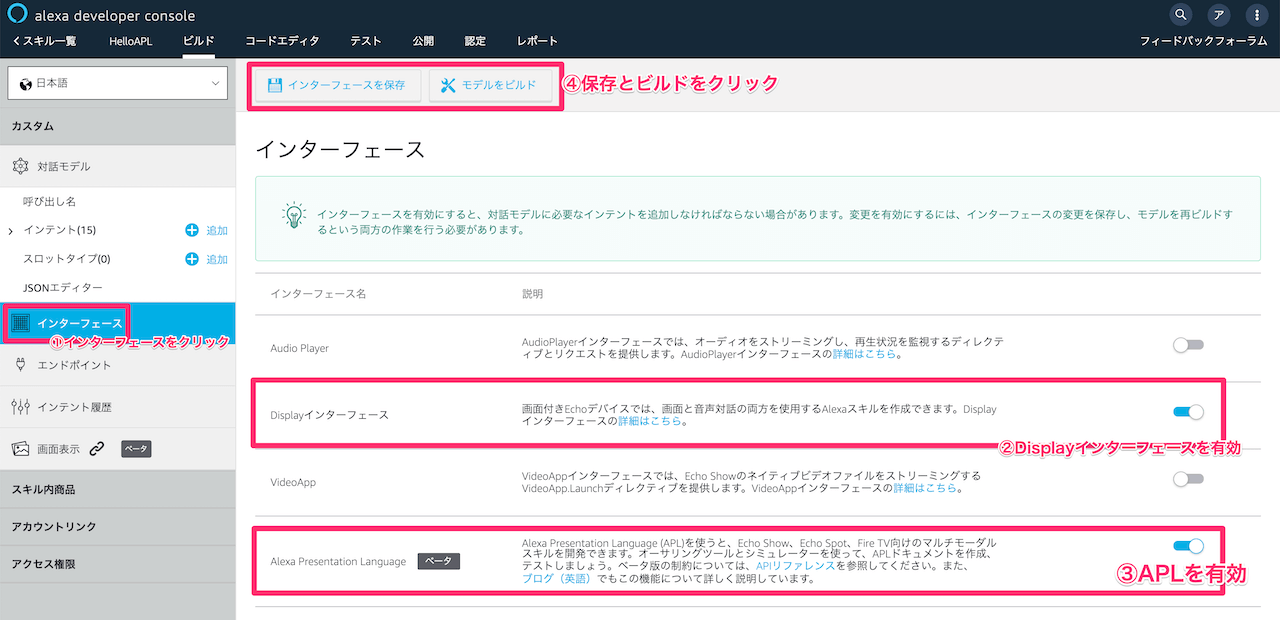 alexa developer console
ア
スキル一覧
HelloAPL
ビルド
コードエディタ
テスト
公開
認定
レポート
フィードバックフォーラム
日本語
インターフェースを保存
モデルをビルド
④保存とビルドをクリック
カスタム
対話モデル
呼び出し名
インテント(15)
追加
スロットタイプ(0)
追加
JSONエディター
インターフェース
①インターフェースをクリック
エンドポイント
インテント履歴
画面表示
ベータ
スキル内商品
アカウントリンク
アクセス権限
インターフェース
インターフェースを有効にすると、対話モデルに必要なインテントを追加しなければならない場合があります。変更を有効にするには、インターフェースの変更を保存し、モデルを再ビルドす
るという両方の作業を行う必要があります。
インターフェース名
説明
Audio Player
AudioPlayerインターフェースでは、オーディオをストリーミングし、再生状況を監視するディレクテ
ィブとリクエストを提供します。AudioPlayerインターフェースの詳細はこちら。
Displayインターフェース
画面付きEchoデバイスでは、画面と音声対話の両方を使用するAlexaスキルを作成できます。Display
インターフェースの詳細はこちら。
②Displayインターフェースを有効
VideoApp
VideoAppインターフェースでは、Echo Showのネイティブビデオファイルをストリーミングする
VideoApp.Launchディレクティブを提供します。VideoAppインターフェースの詳細はこちら。
Alexa Presentation Language
ベータ
Alexa Presentation Language (APL)を使うと、Echo Show、Echo Spot、Fire TV向けのマルチモーダル
スキルを開発できます。オーサリングツールとシミュレーターを使って、APLドキュメントを作成、
テストしましょう。ベータ版の制約については、APIリファレンスを参照してください。また、
ブログ（英語）でもこの機能について詳しく説明しています。
③APLを有効